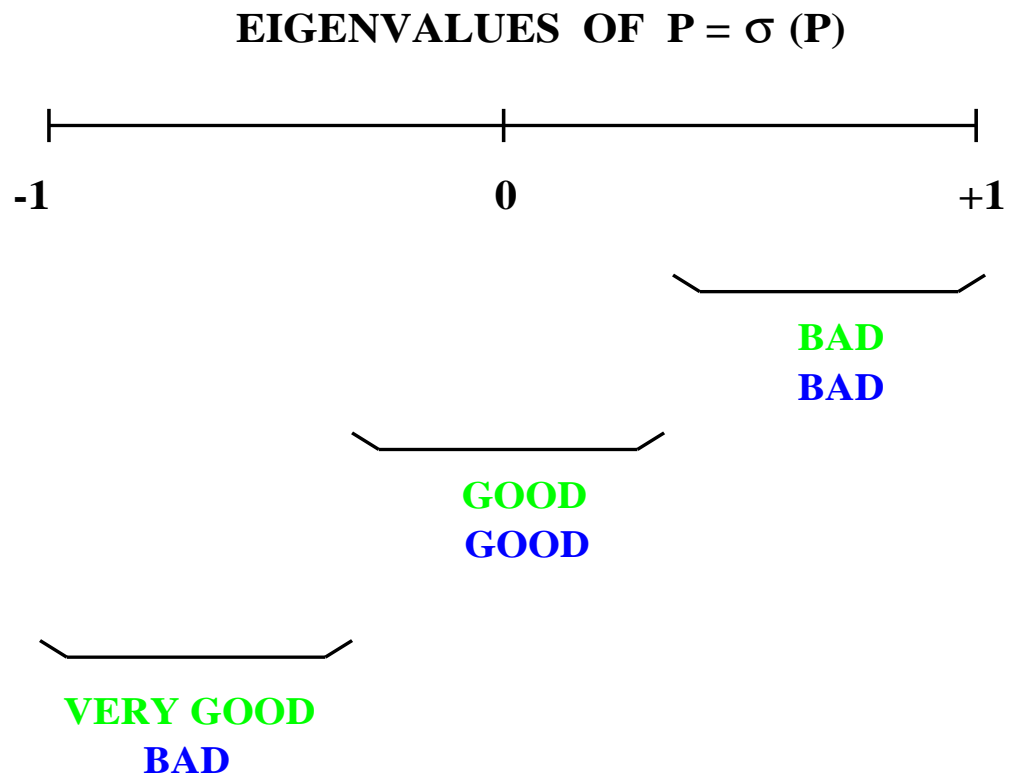 EIGENVALUES OF P = σ (P)
-1 0 +1
BAD
BAD
GOOD
GOOD
VERY GOOD
BAD